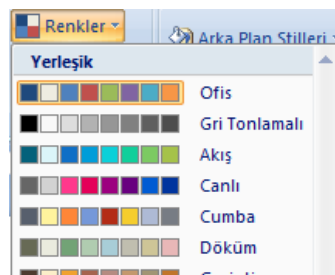 Renkler
Arka Plan Stilleri
Yerleşik
Ofis
Gri Tonlamalı
Akış
Canlı
Cumba
Döküm